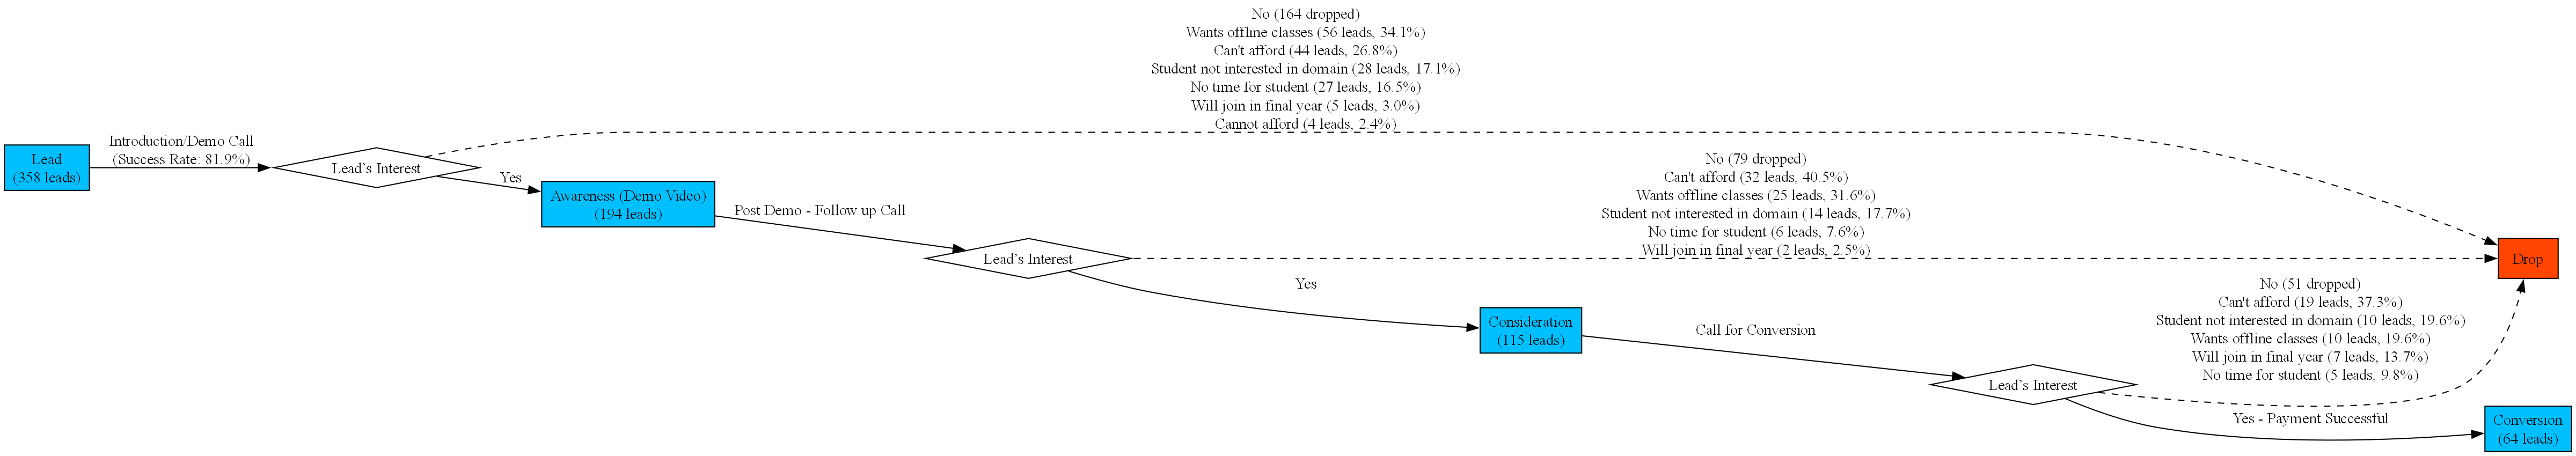 Lead
(358 leads)
Introduction/Demo Call
(Success Rate: 81.9%)
Lead's Interest
No (164 dropped)
Wants offline classes (56 leads, 34.1%)
Can't afford (44 leads, 26.8%)
Student not interested in domain (28 leads, 17.1%)
No time for student (27 leads, 16.5%)
Will join in final year (5 leads, 3.0%)
Cannot afford (4 leads, 2.4%)
Yes
Awareness (Demo Video)
(194 leads)
Post Demo - Follow up Call
Lead's Interest
No (79 dropped)
Can't afford (32 leads, 40.5%)
Wants offline classes (25 leads, 31.6%)
Student not interested in domain (14 leads, 17.7%)
No time for student (6 leads, 7.6%)
Will join in final year (2 leads, 2.5%)
Yes
Consideration
(115 leads)
Call for Conversion
Lead's Interest
No (51 dropped)
Can't afford (19 leads, 37.3%)
Student not interested in domain (10 leads, 19.6%)
Wants offline classes (10 leads, 19.6%)
Will join in final year (7 leads, 13.7%)
No time for student (5 leads, 9.8%)
Drop
Yes - Payment Successful
Conversion
(64 leads)